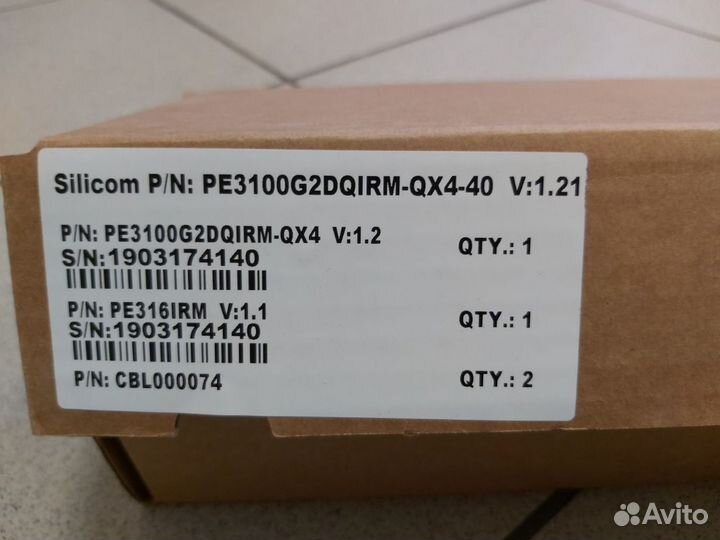 Silicom P/N: PE3100G2DQIRM-QX4-40 V:1.21
P/N: PE3100G2DQIRM-QX4 V:1.2 QTY.: 1
S/N:1903174140
P/N: PE316IRM V:1.1 QTY.: 1
S/N:1903174140
P/N: CBL000074 QTY.: 2
Avito